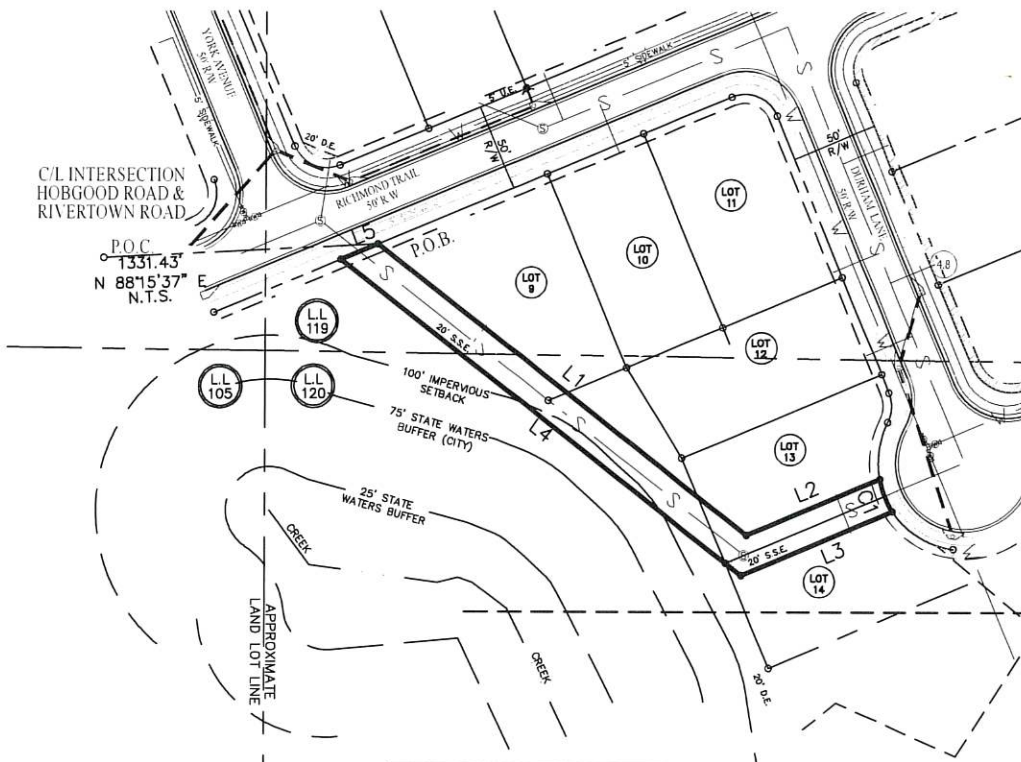 YORK AVENUE
50' R/W
5' SIDEWALK
5' SIDEWALK
20' D.E.
5' U.E.
50'
R/W
W
S
S
S
RICHMOND TRAIL
50' R W
C/L INTERSECTION
HOBGOOD ROAD &
RIVERTOWN ROAD
P.O.C.
1331.43'
N 88°15'37" E
N.T.S.
L5
P.O.B.
S
S
W
50'
R/W
DURHAM LANE
50' R/W
W
W
S
S
4.8
LOT
11
LOT
10
LOT
9
LOT
12
LOT
13
LOT
14
L.L
119
L.L
105
L.L
120
20' S.S.E.
100' IMPERVIOUS
SETBACK
75' STATE WATERS
BUFFER (CITY)
25' STATE
WATERS BUFFER
L1
L4
S
S
L2
L3
C1
S
S
20' S.S.E.
CREEK
CREEK
20' D.E.
APPROXIMATE
LAND LOT LINE